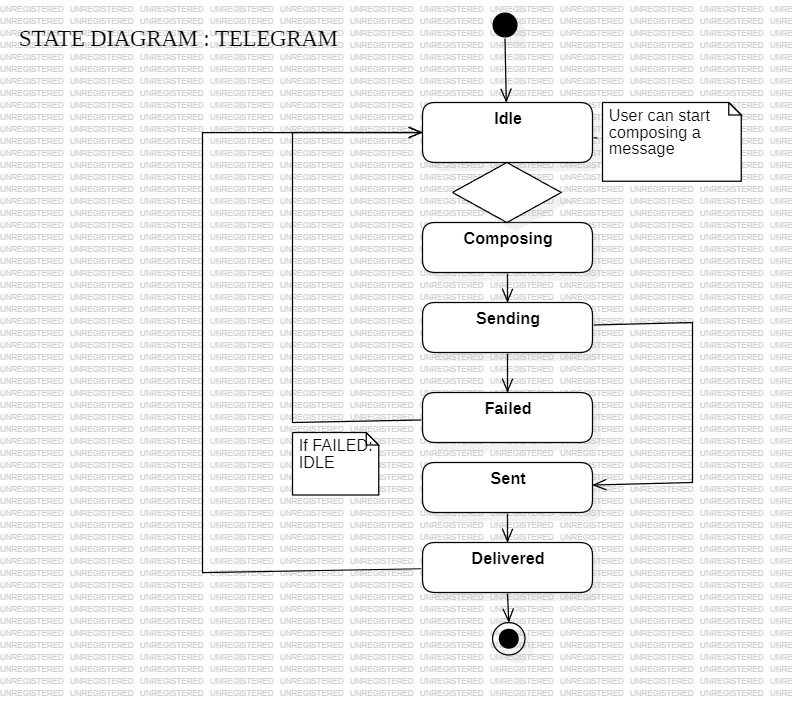 STATE DIAGRAM : TELEGRAM
Idle
User can start
composing a
message
Composing
Sending
Failed
If FAILED:
IDLE
Sent
Delivered
UNREGISTERED